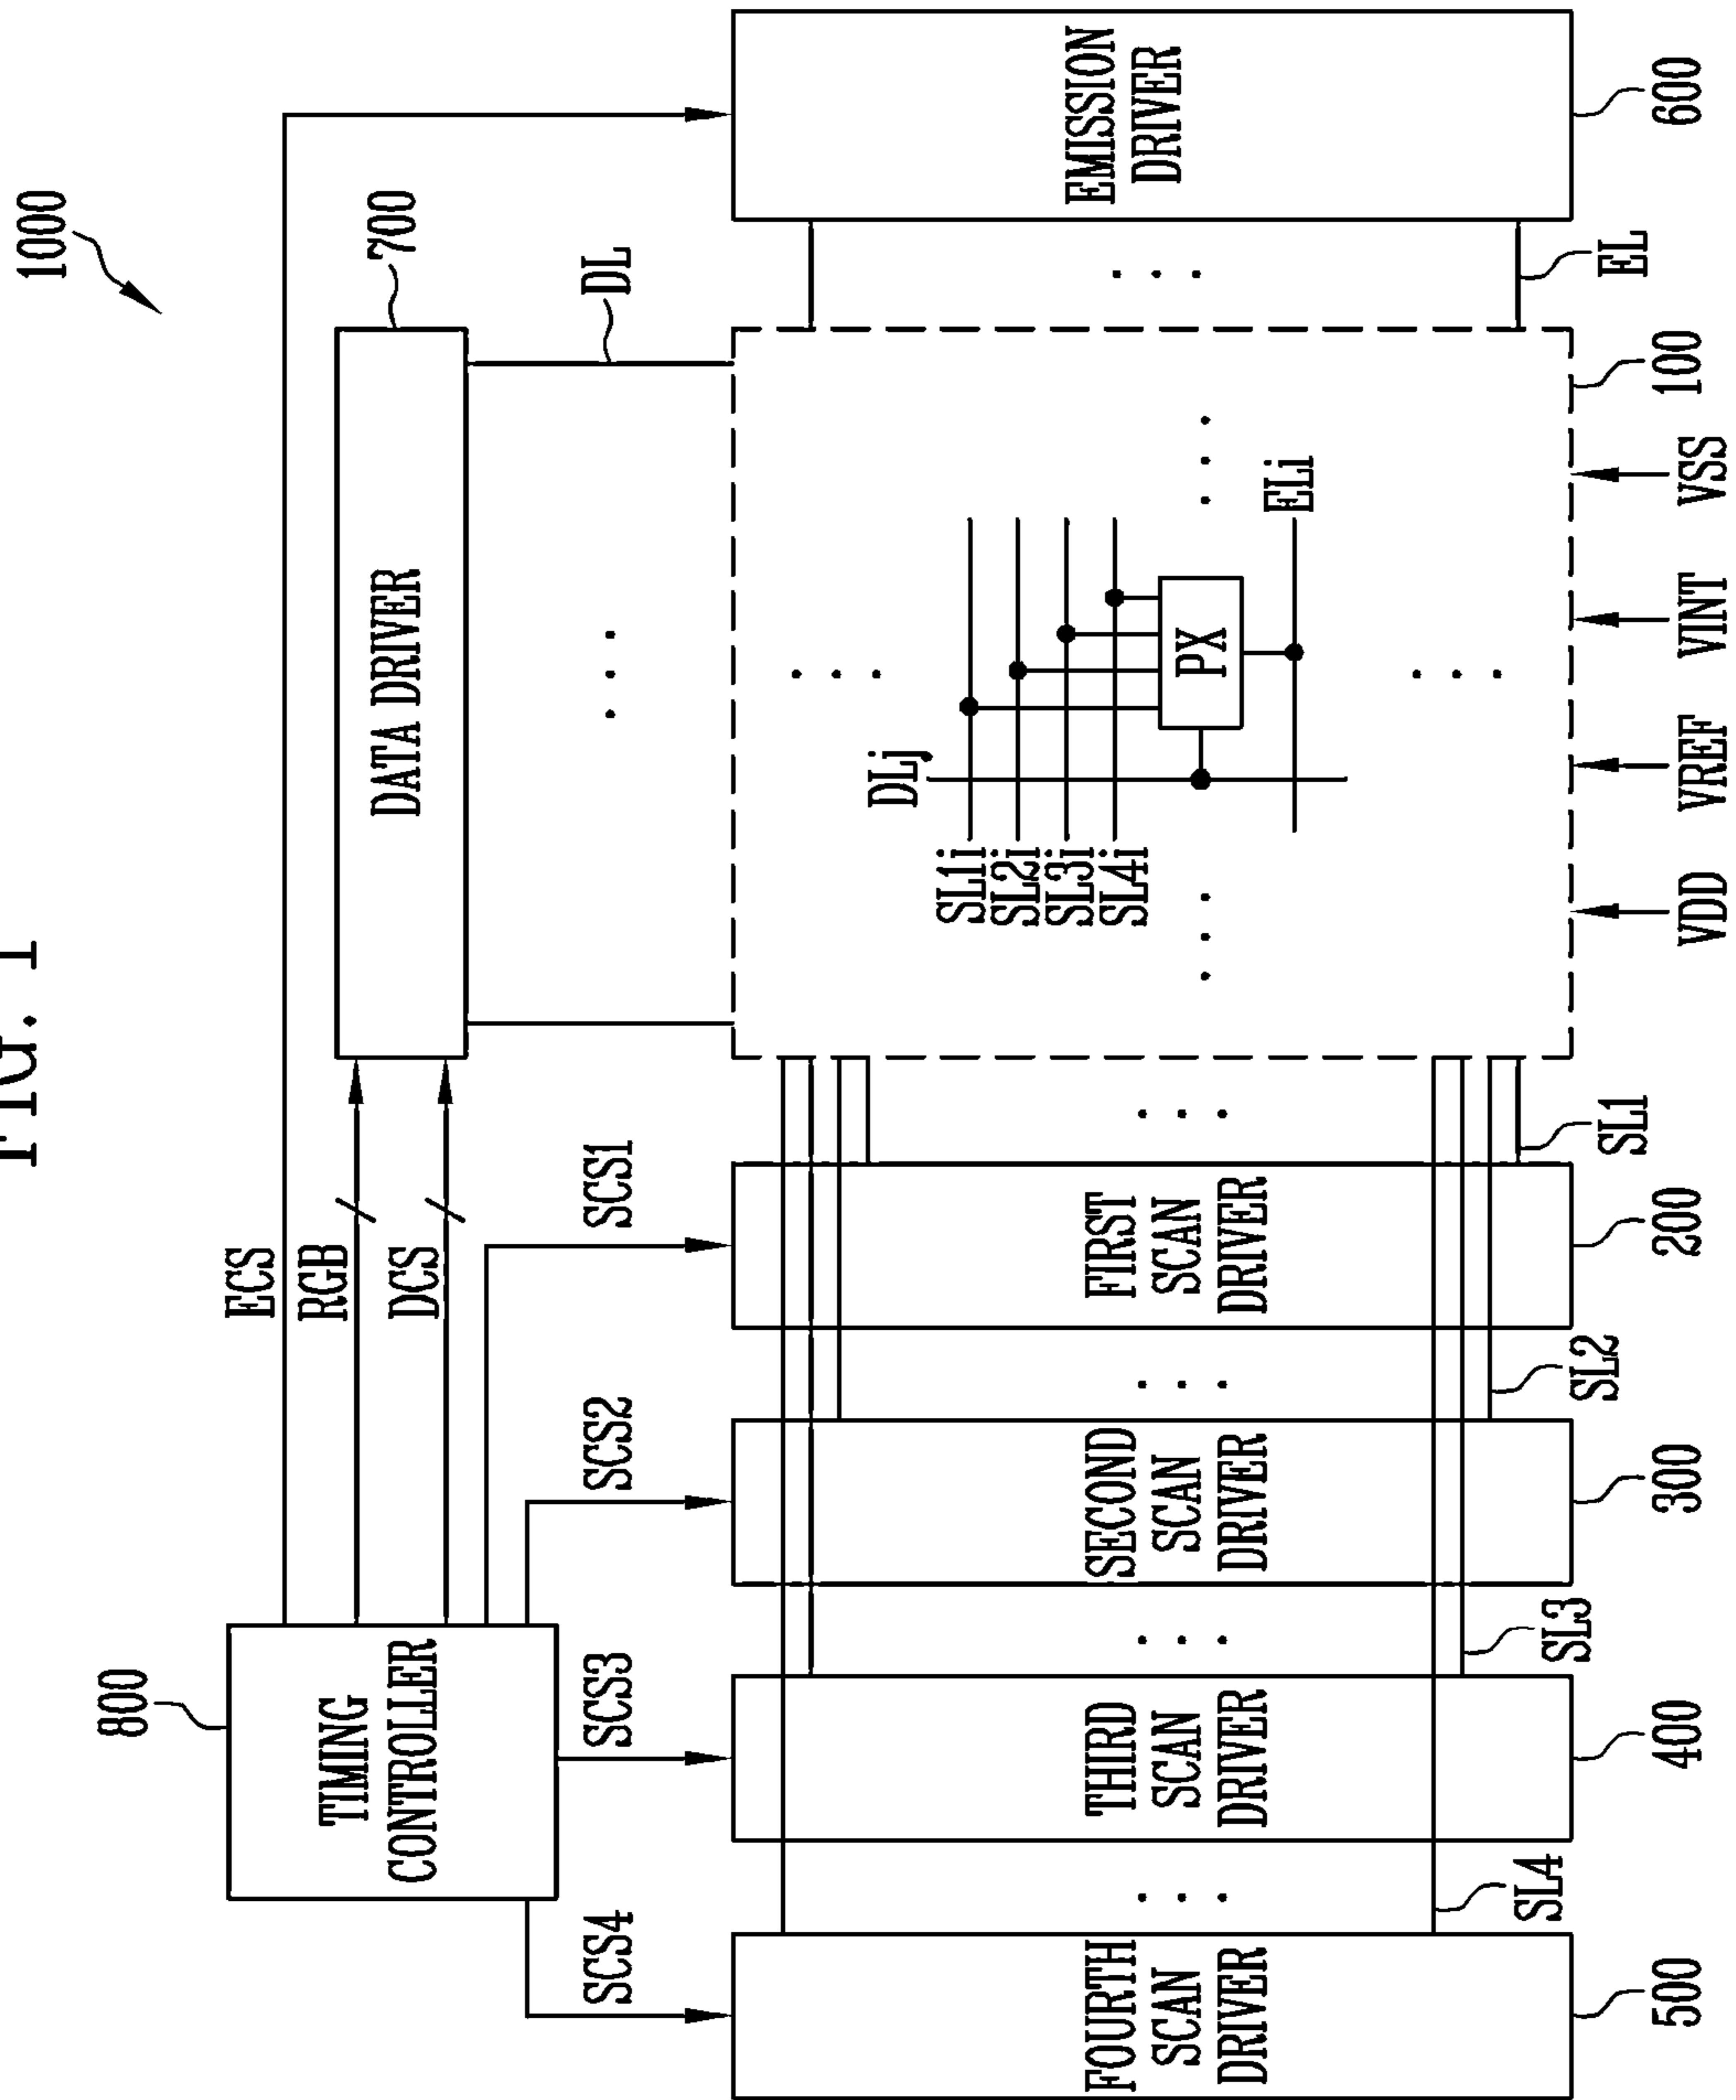 FIG. 1
1000
800
TIMING
CONTROLLER
ECS
RGB
DCS
DATA DRIVER
700
SCS4
SCS3
SCS2
SCS1
DL
FOURTH
SCAN
DRIVER
THIRD
SCAN
DRIVER
SECOND
SCAN
DRIVER
FIRST
SCAN
DRIVER
DLj
SL1i
SL2i
SL3i
SL4i
PX
ELi
EMISSION
DRIVER
SL4
SL3
SL2
SL1
EL
500
400
300
200
100
600
VDD
VREF
VINT
VSS